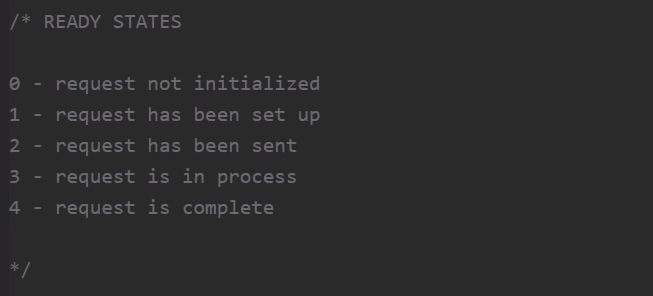 /* READY STATES
0 - request not initialized
1 - request has been set up
2 - request has been sent
3 - request is in process
4 - request is complete
*/